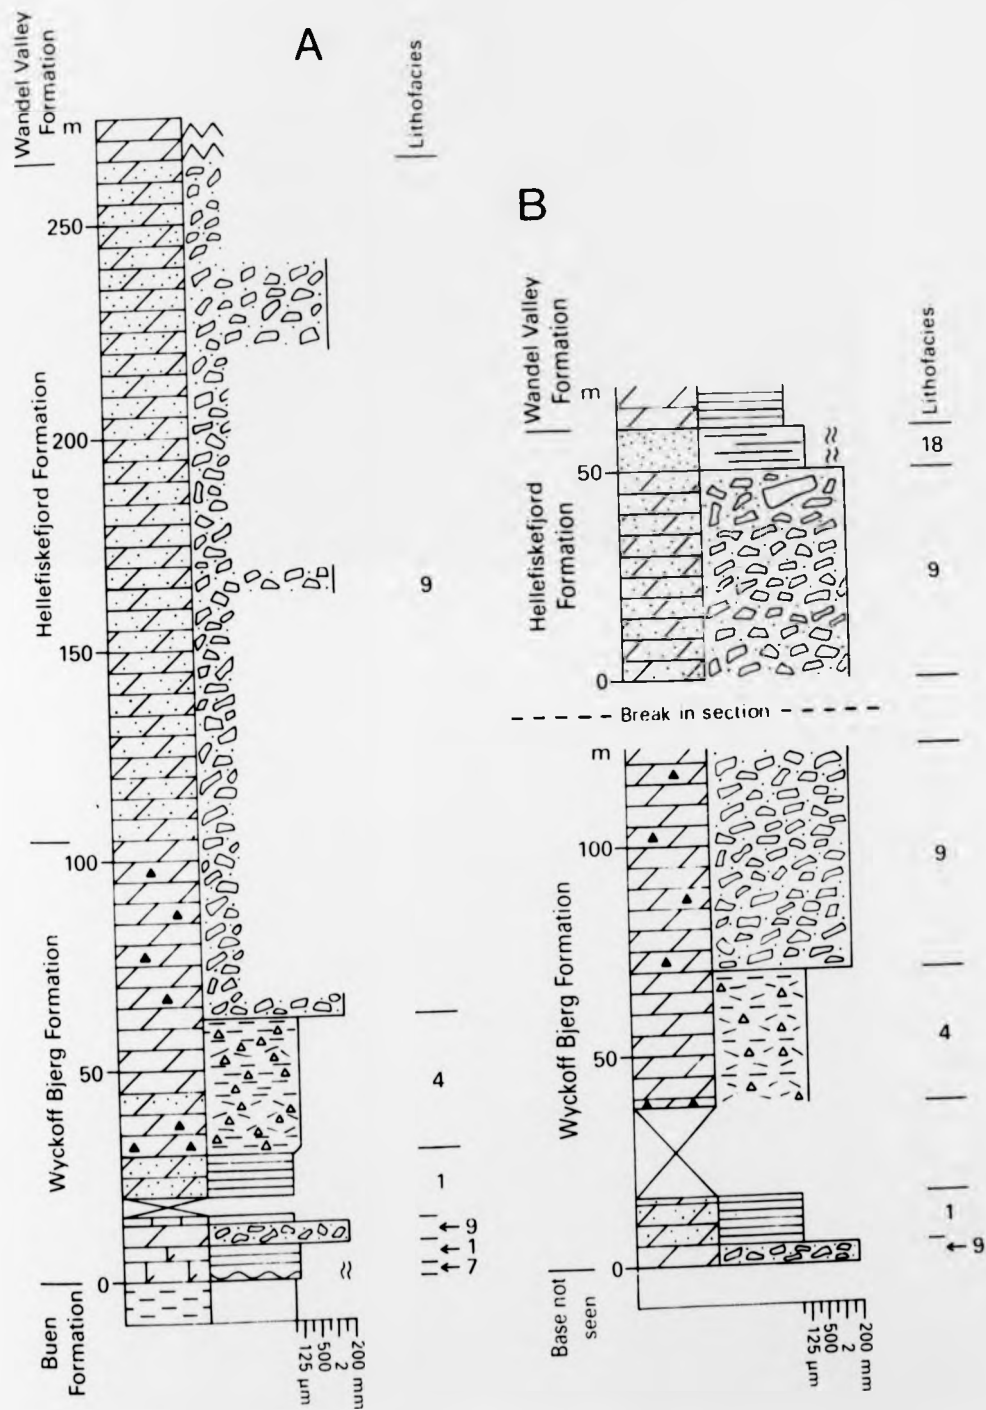 A
Wandel Valley
Formation
m
Lithofacies
250
200
150
100
50
0
Hellefiskefjord Formation
Wyckoff Bjerg Formation
Buen
Formation
9
4
1
←9
←1
←7
200 mm
2
500
125 µm
B
Wandel Valley
Formation
m
Lithofacies
18
50
Hellefiskefjord
Formation
9
0
Break in section
m
100
9
Wyckoff Bjerg Formation
4
50
1
←9
0
Base not
seen
200 mm
2
500
125 µm